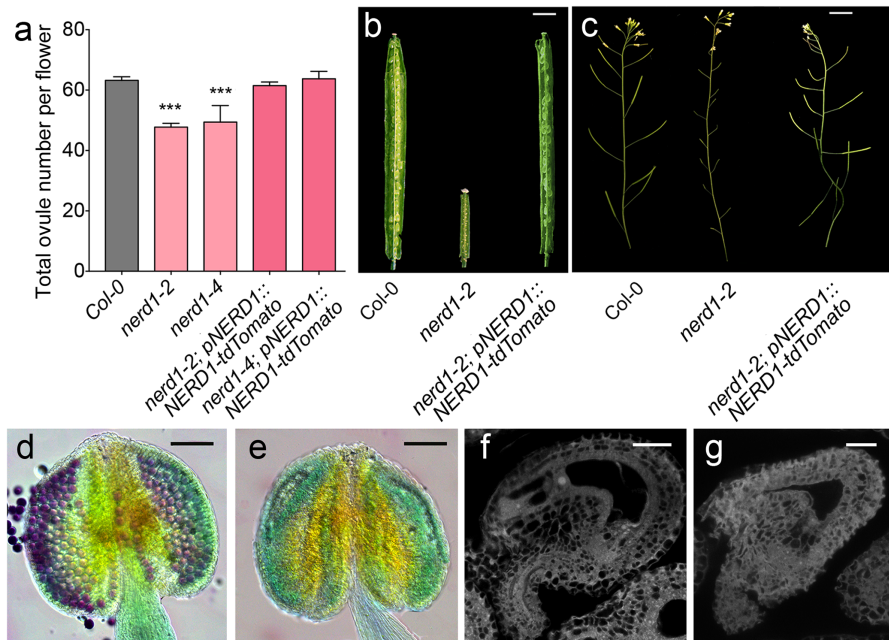 a
Total ovule number per flower
80
60
40
20
0
***
***
Col-0
nerd1-2
nerd1-4
nerd1-2; pNERD1::
NERD1-tdTomato
nerd1-4; pNERD1::
NERD1-tdTomato
b
Col-0
nerd1-2
nerd1-2; pNERD1::
NERD1-tdTomato
c
Col-0
nerd1-2
nerd1-2; pNERD1::
NERD1-tdTomato
d
e
f
g